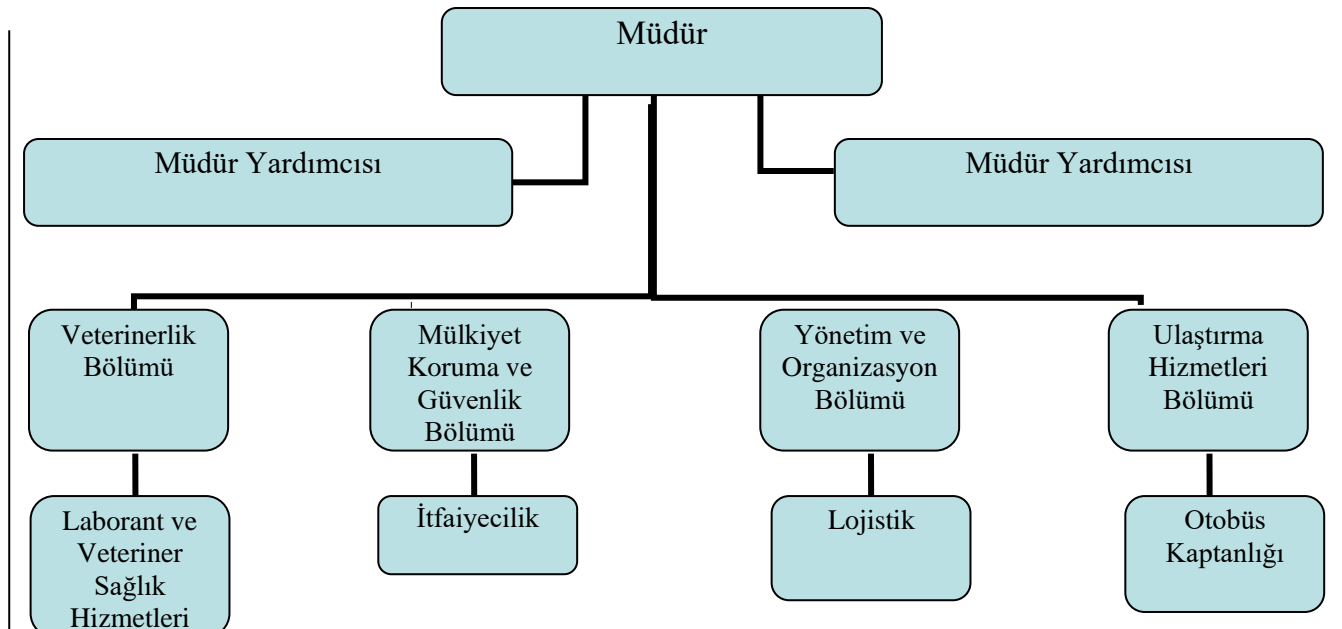 Müdür
Müdür Yardımcısı
Müdür Yardımcısı
Veterinerlik
Bölümü
Mülkiyet
Koruma ve
Güvenlik
Bölümü
Yönetim ve
Organizasyon
Bölümü
Ulaştırma
Hizmetleri
Bölümü
Laborant ve
Veteriner
Sağlık
Hizmetleri
İtfaiyecilik
Lojistik
Otobüs
Kaptanlığı